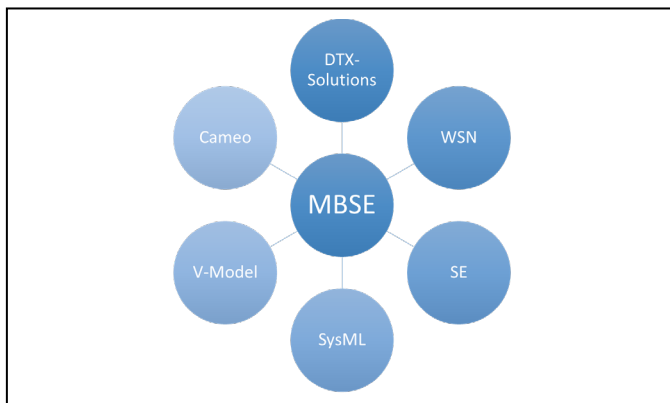 DTX-
Solutions
Cameo
WSN
MBSE
V-Model
SE
SysML